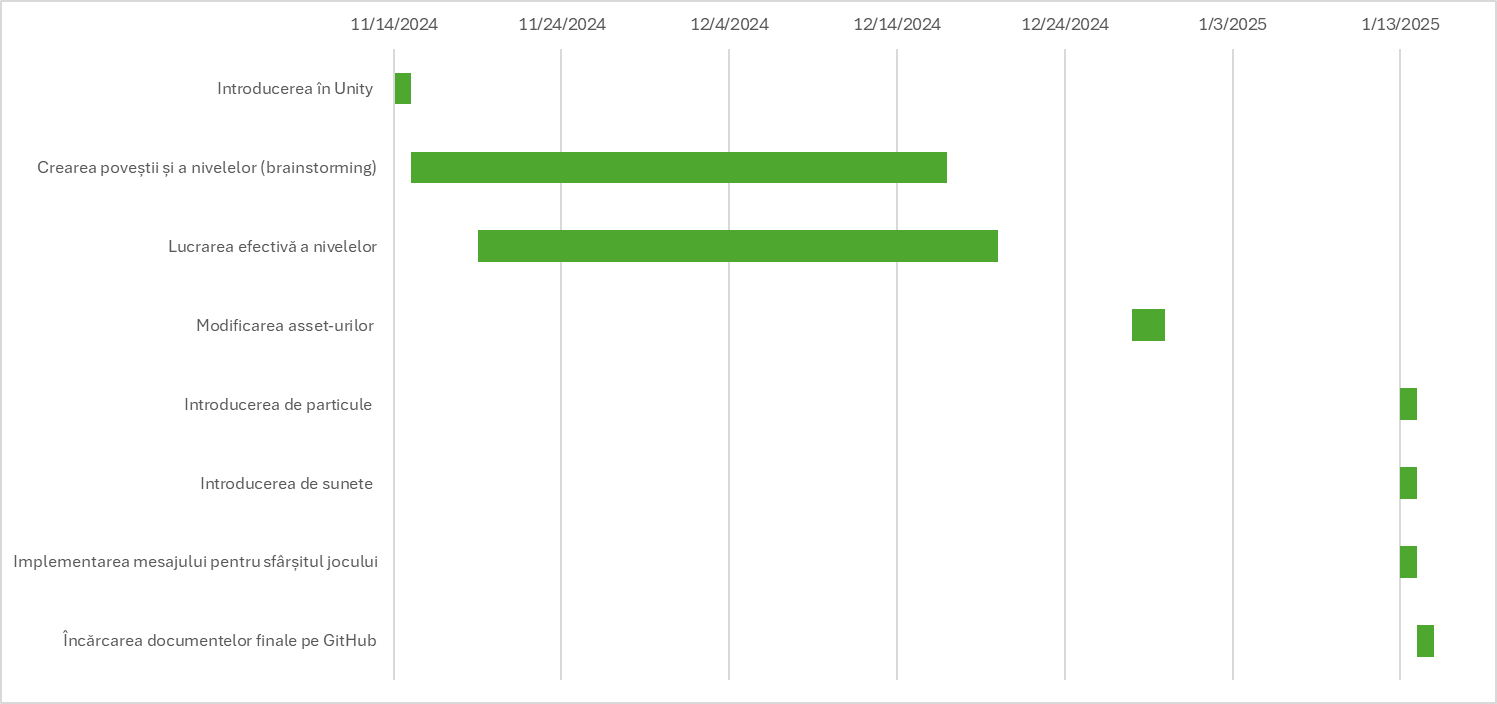 11/14/2024 11/24/2024 12/4/2024 12/14/2024 12/24/2024 1/3/2025 1/13/2025
Introducerea în Unity
Crearea poveștii și a nivelelor (brainstorming)
Lucrarea efectivă a nivelelor
Modificarea asset-urilor
Introducerea de particule
Introducerea de sunete
Implementarea mesajului pentru sfârșitul jocului
Încărcarea documentelor finale pe GitHub